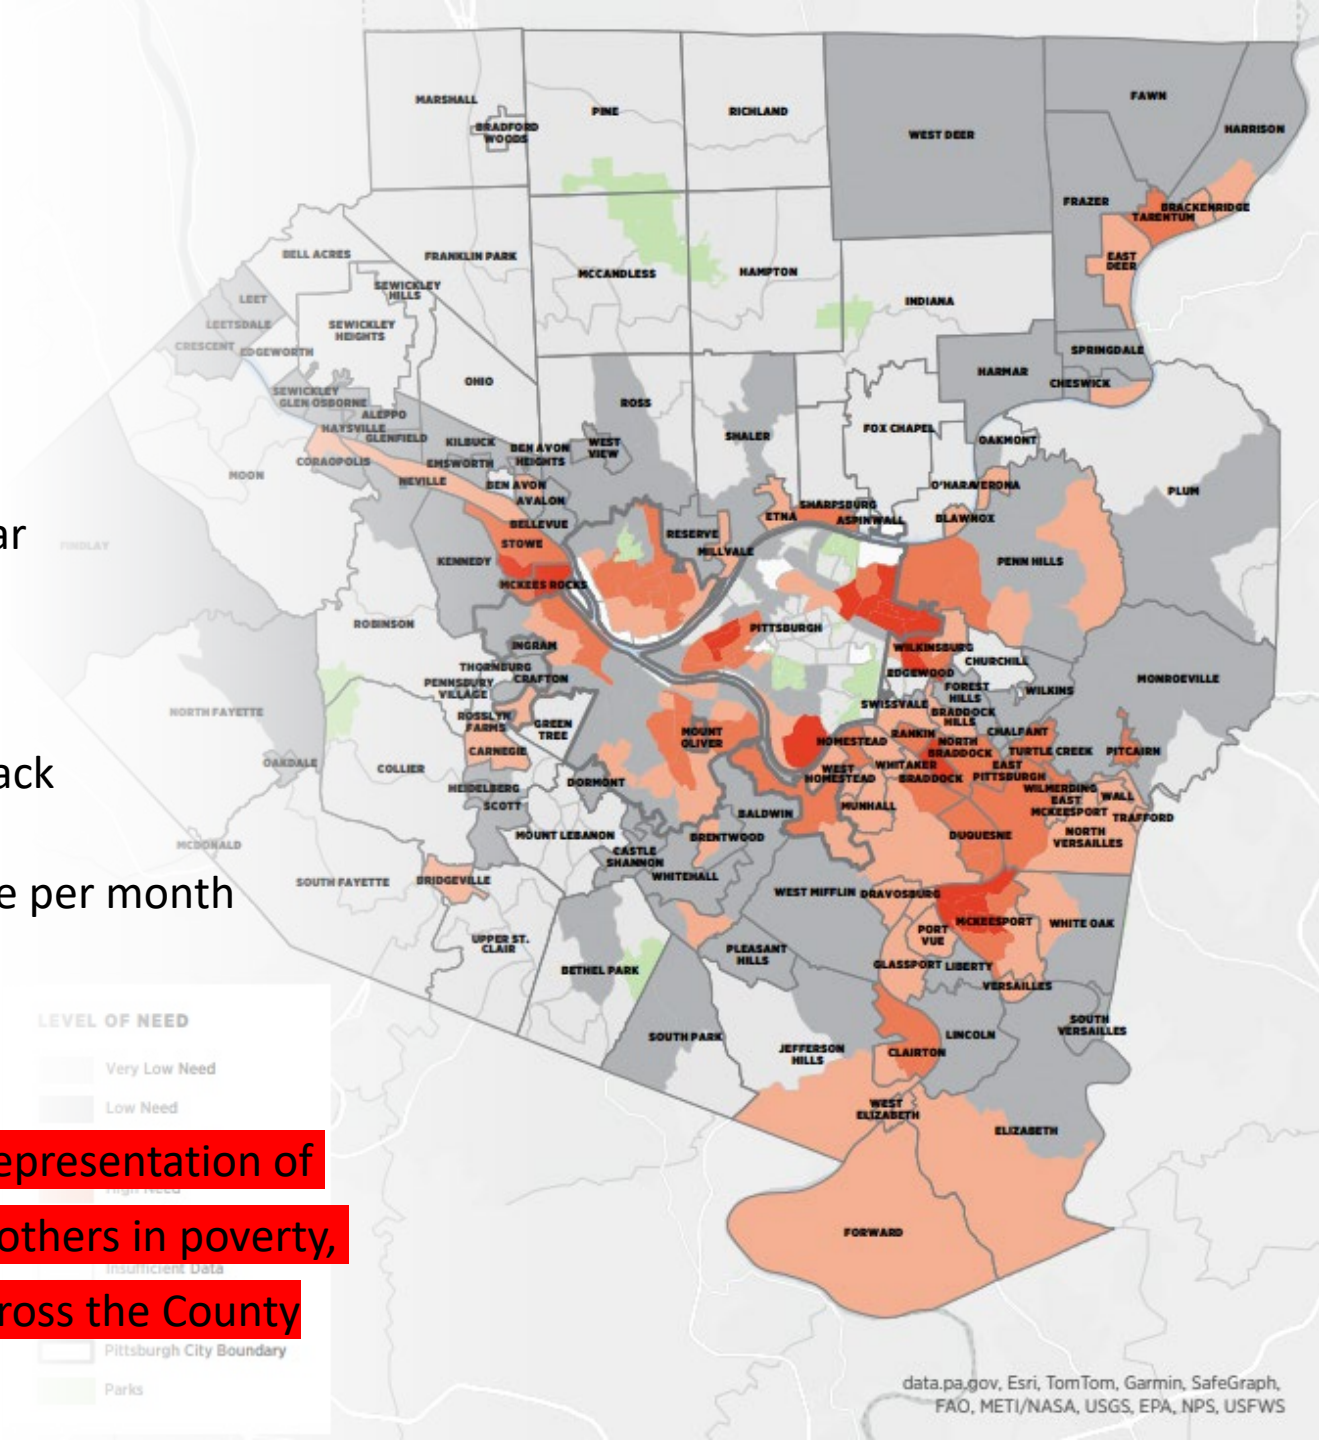 MARSHALL
BRADFORD
WOODS
PINE
RICHLAND
WEST DEER
FAWN
HARRISON
FRAZER
BRACKENRIDGE
TARENTUM
EAST
DEER
BELL ACRES
FRANKLIN PARK
SEWICKLEY
HILLS
MCCANDLESS
HAMPTON
INDIANA
LEET
LEETSDALE
SEWICKLEY
HEIGHTS
CRESCENT
EDGEWORTH
SPRINGDALE
HARMAR
CHESWICK
OHIO
SEWICKLEY
GLEN OSBORNE
ALEPPO
HAYSVILLE
GLENFIELD
ROSS
SHALER
FOX CHAPEL
OAKMONT
KILBUCK
BEN AVON
HEIGHTS
WEST
VIEW
CORAOPOLIS
EMSWORTH
MOON
NEVILLE
BEN AVON
AVALON
O'HARA
VERONA
PLUM
SHARPSBURG
ETNA
ASPINWALL
BLAWNOX
BELLEVUE
RESERVE
MILLVALE
STOWE
KENNEDY
MCKEES ROCKS
PENN HILLS
FINDLAY
ar
ROBINSON
PITTSBURGH
INGRAM
WILKINSBURG
CHURCHILL
EDGEWOOD
THORNBURG
CRAFTON
PENNSBURY
VILLAGE
FOREST
HILLS
WILKINS
MONROEVILLE
NORTH FAYETTE
ROSSLYN
FARMS
GREEN
TREE
SWISSVALE
BRADDOCK
HILLS
CHALFANT
MOUNT
OLIVER
HOMESTEAD
RANKIN
NORTH
BRADDOCK
TURTLE CREEK
PITCAIRN
CARNEGIE
OAKDALE
COLLIER
WEST
HOMESTEAD
WHITAKER
BRADDOCK
EAST
PITTSBURGH
ack
HEIDELBERG
DORMONT
SCOTT
WILMERDING
WALL
EAST
MCKEESPORT
TRAFFORD
MUNHALL
BALDWIN
MOUNT LEBANON
BRENTWOOD
DUQUESNE
NORTH
VERSAILLES
MCDONALD
CASTLE
SHANNON
WHITEHALL
SOUTH FAYETTE
BRIDGEVILLE
WEST MIFFLIN
DRAVOSBURG
e per month
MCKEESPORT
WHITE OAK
PORT
VUE
UPPER ST.
CLAIR
PLEASANT
HILLS
BETHEL PARK
GLASSPORT
LIBERTY
VERSAILLES
SOUTH
VERSAILLES
LINCOLN
SOUTH PARK
JEFFERSON
HILLS
CLAIRTON
WEST
ELIZABETH
ELIZABETH
FORWARD
LEVEL OF NEED
Very Low Need
Low Need
epresentation of
High Need
others in poverty,
Insufficient Data
ross the County
Pittsburgh City Boundary
Parks
data.pa.gov, Esri, TomTom, Garmin, SafeGraph,
FAO, METI/NASA, USGS, EPA, NPS, USFWS